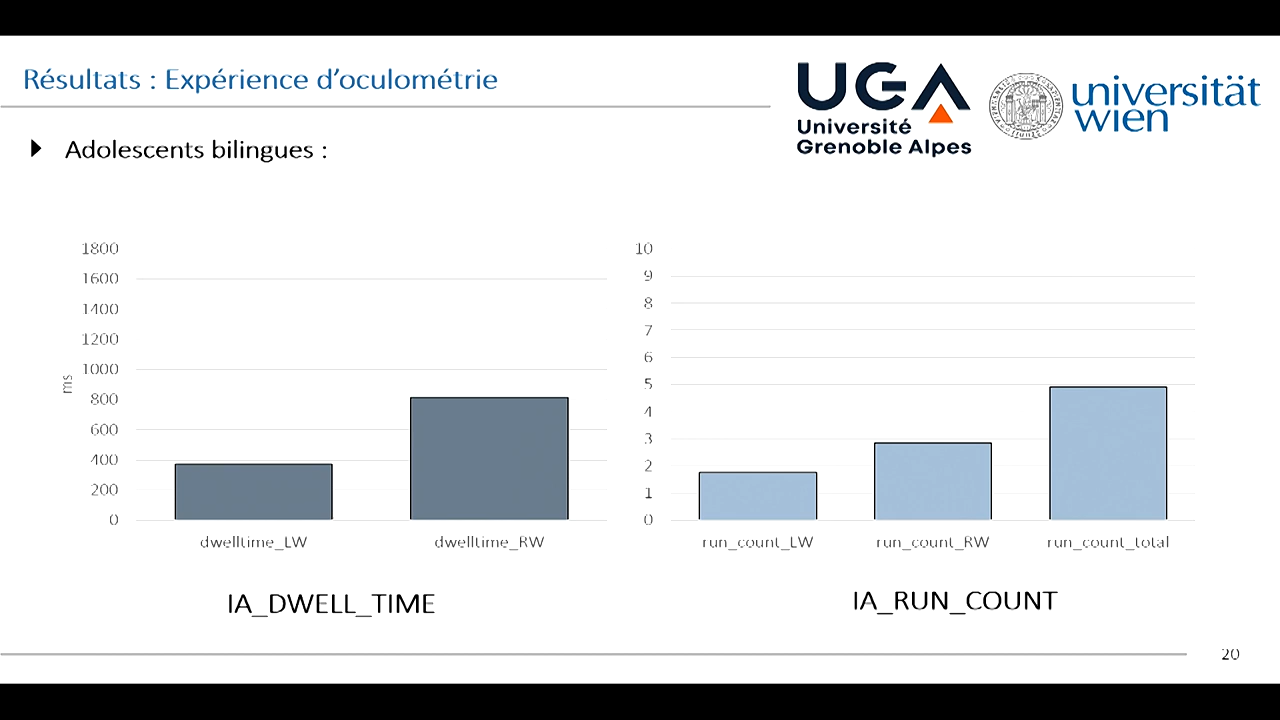 Résultats : Expérience d'oculométrie
UGA
Université
Grenoble Alpes
universität
wien
Adolescents bilingues :
1800
1600
1400
1200
1000
800
600
400
200
0
ms
dwelltime_LW
dwelltime_RW
IA_DWELL_TIME
10
9
8
7
6
5
4
3
2
1
0
run_count_LW
run_count_RW
run_count_total
IA_RUN_COUNT
20